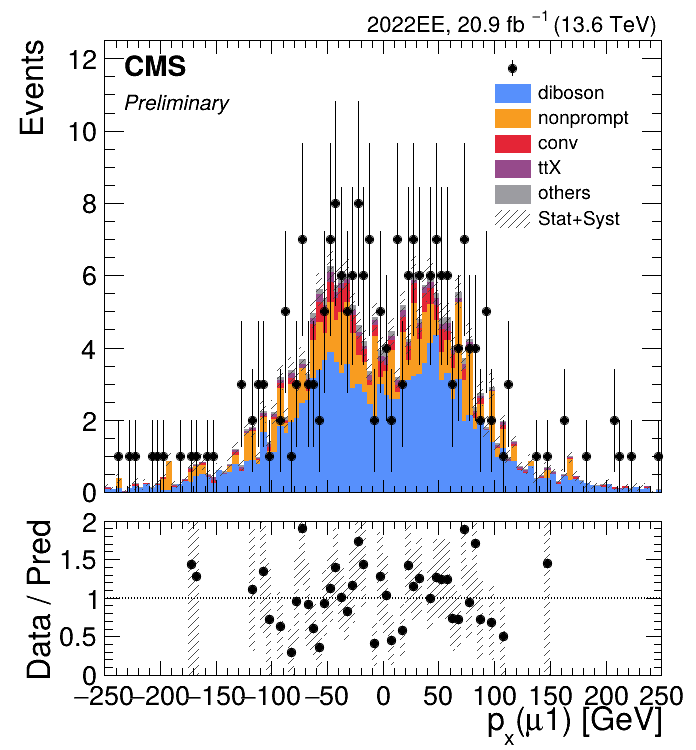 2022EE, 20.9 fb⁻¹ (13.6 TeV)
CMS
Preliminary
Events
12
10
8
6
4
2
0
diboson
nonprompt
conv
ttX
others
Stat+Syst
Data / Pred
2
1.5
1
0.5
0
−250 −200 −150 −100 −50 0 50 100 150 200 250
pₓ(μ1) [GeV]